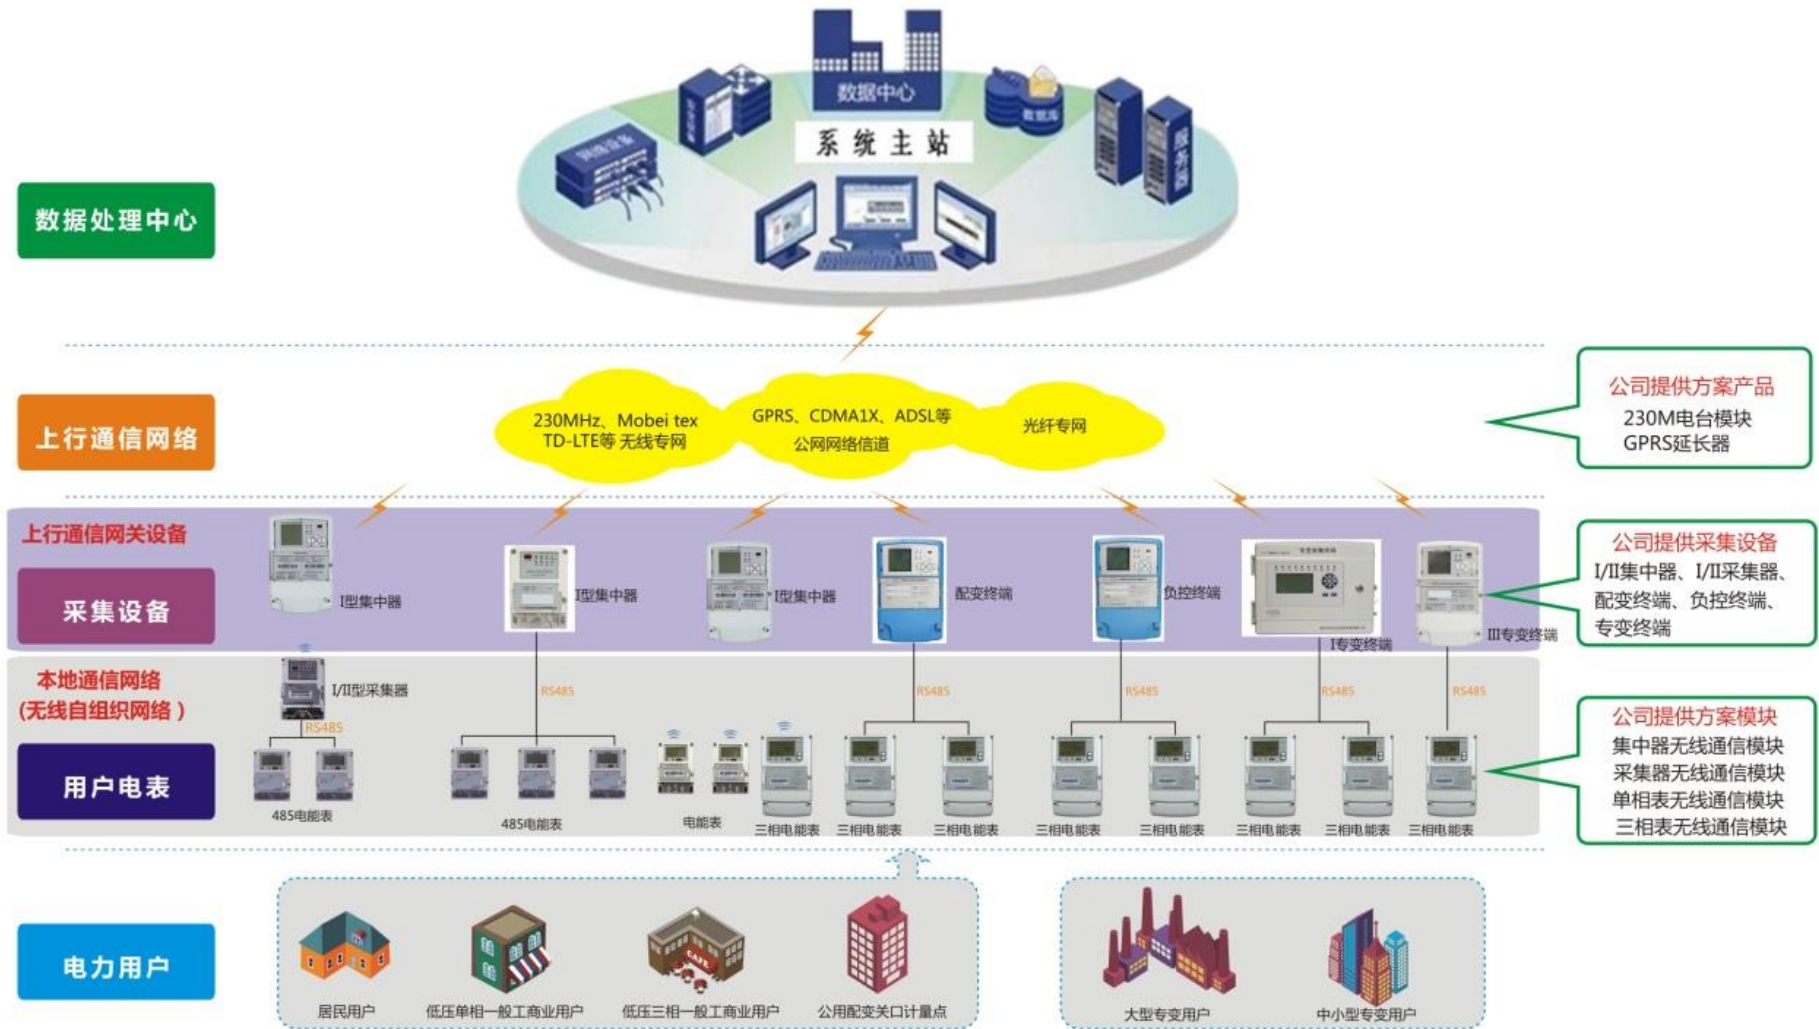 数据中心
系统主站
网络设备
数据库
服务器
数据处理中心
上行通信网络
230MHz、Mobei tex
TD-LTE等 无线专网
GPRS、CDMA1X、ADSL等
公网网络信道
光纤专网
公司提供方案产品
230M电台模块
GPRS延长器
上行通信网关设备
采集设备
I型集中器
I型集中器
I型集中器
配变终端
负控终端
专变采集终端
I专变终端
III专变终端
公司提供采集设备
I/II集中器、I/II采集器、
配变终端、负控终端、
专变终端
本地通信网络
(无线自组织网络 )
I/II型采集器
RS485
RS485
RS485
RS485
RS485
RS485
用户电表
485电能表
485电能表
电能表
三相电能表
三相电能表
三相电能表
三相电能表
三相电能表
三相电能表
三相电能表
三相电能表
公司提供方案模块
集中器无线通信模块
采集器无线通信模块
单相表无线通信模块
三相表无线通信模块
电力用户
CAFE
居民用户
低压单相一般工商业用户
低压三相一般工商业用户
公用配变关口计量点
大型专变用户
中小型专变用户